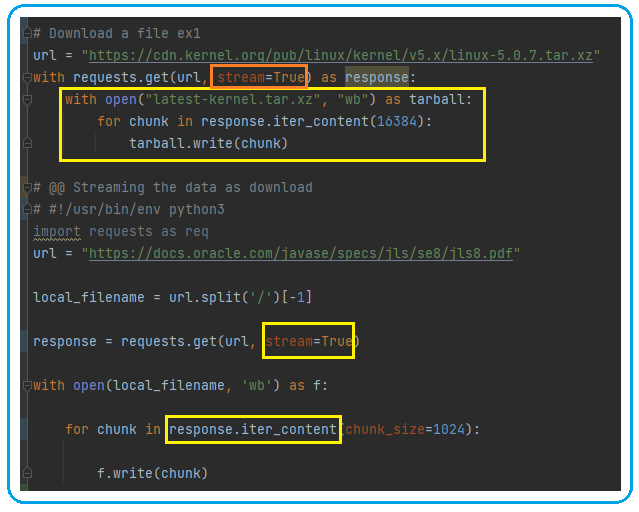 # Download a file ex1
url = "https://cdn.kernel.org/pub/linux/kernel/v5.x/linux-5.0.7.tar.xz"
with requests.get(url, stream=True) as response:
    with open("latest-kernel.tar.xz", "wb") as tarball:
        for chunk in response.iter_content(16384):
            tarball.write(chunk)
# @@ Streaming the data as download
# #!/usr/bin/env python3
import requests as req
url = "https://docs.oracle.com/javase/specs/jls/se8/jls8.pdf"
local_filename = url.split('/')[-1]
response = requests.get(url, stream=True)
with open(local_filename, 'wb') as f:
    for chunk in response.iter_content(chunk_size=1024):
        f.write(chunk)